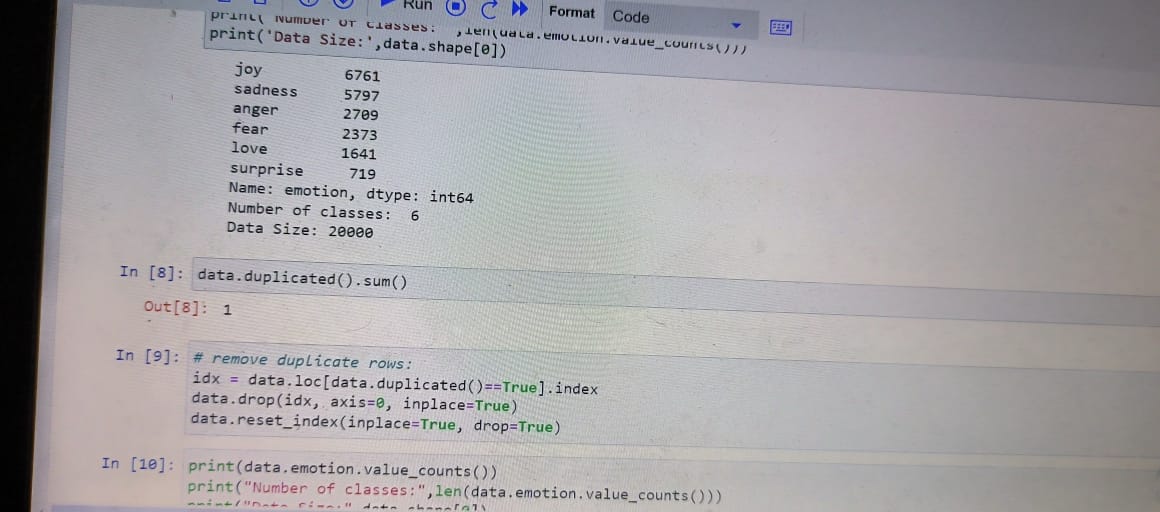 Run Format Code
print( Number of classes: ,len(data.emotion.value_counts()))
print('Data Size:',data.shape[0])
joy 6761
sadness 5797
anger 2709
fear 2373
love 1641
surprise 719
Name: emotion, dtype: int64
Number of classes: 6
Data Size: 20000
In [8]: data.duplicated().sum()
Out[8]: 1
In [9]: # remove duplicate rows:
idx = data.loc[data.duplicated()==True].index
data.drop(idx, axis=0, inplace=True)
data.reset_index(inplace=True, drop=True)
In [10]: print(data.emotion.value_counts())
print("Number of classes:",len(data.emotion.value_counts()))